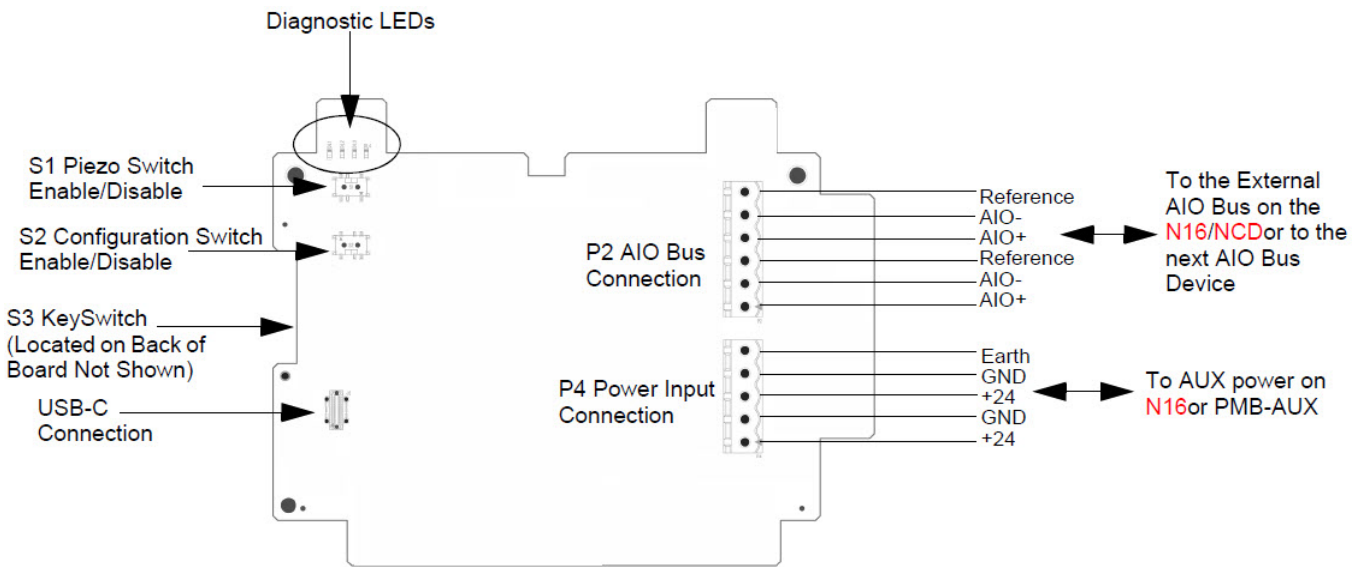 Diagnostic LEDs
S1 Piezo Switch
Enable/Disable
S2 Configuration Switch
Enable/Disable
S3 KeySwitch
(Located on Back of
Board Not Shown)
USB-C
Connection
P2 AIO Bus
Connection
Reference
AIO-
AIO+
Reference
AIO-
AIO+
To the External
AIO Bus on the
N16/NCDor to the
next AIO Bus
Device
P4 Power Input
Connection
Earth
GND
+24
GND
+24
To AUX power on
N16or PMB-AUX